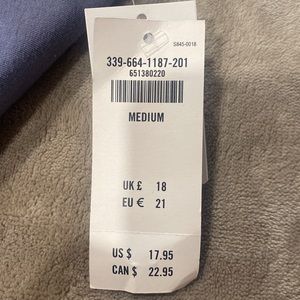 S845-0018
339-664-1187-201
651380220
MEDIUM
UK £ 18
EU € 21
US $ 17.95
CAN $ 22.95